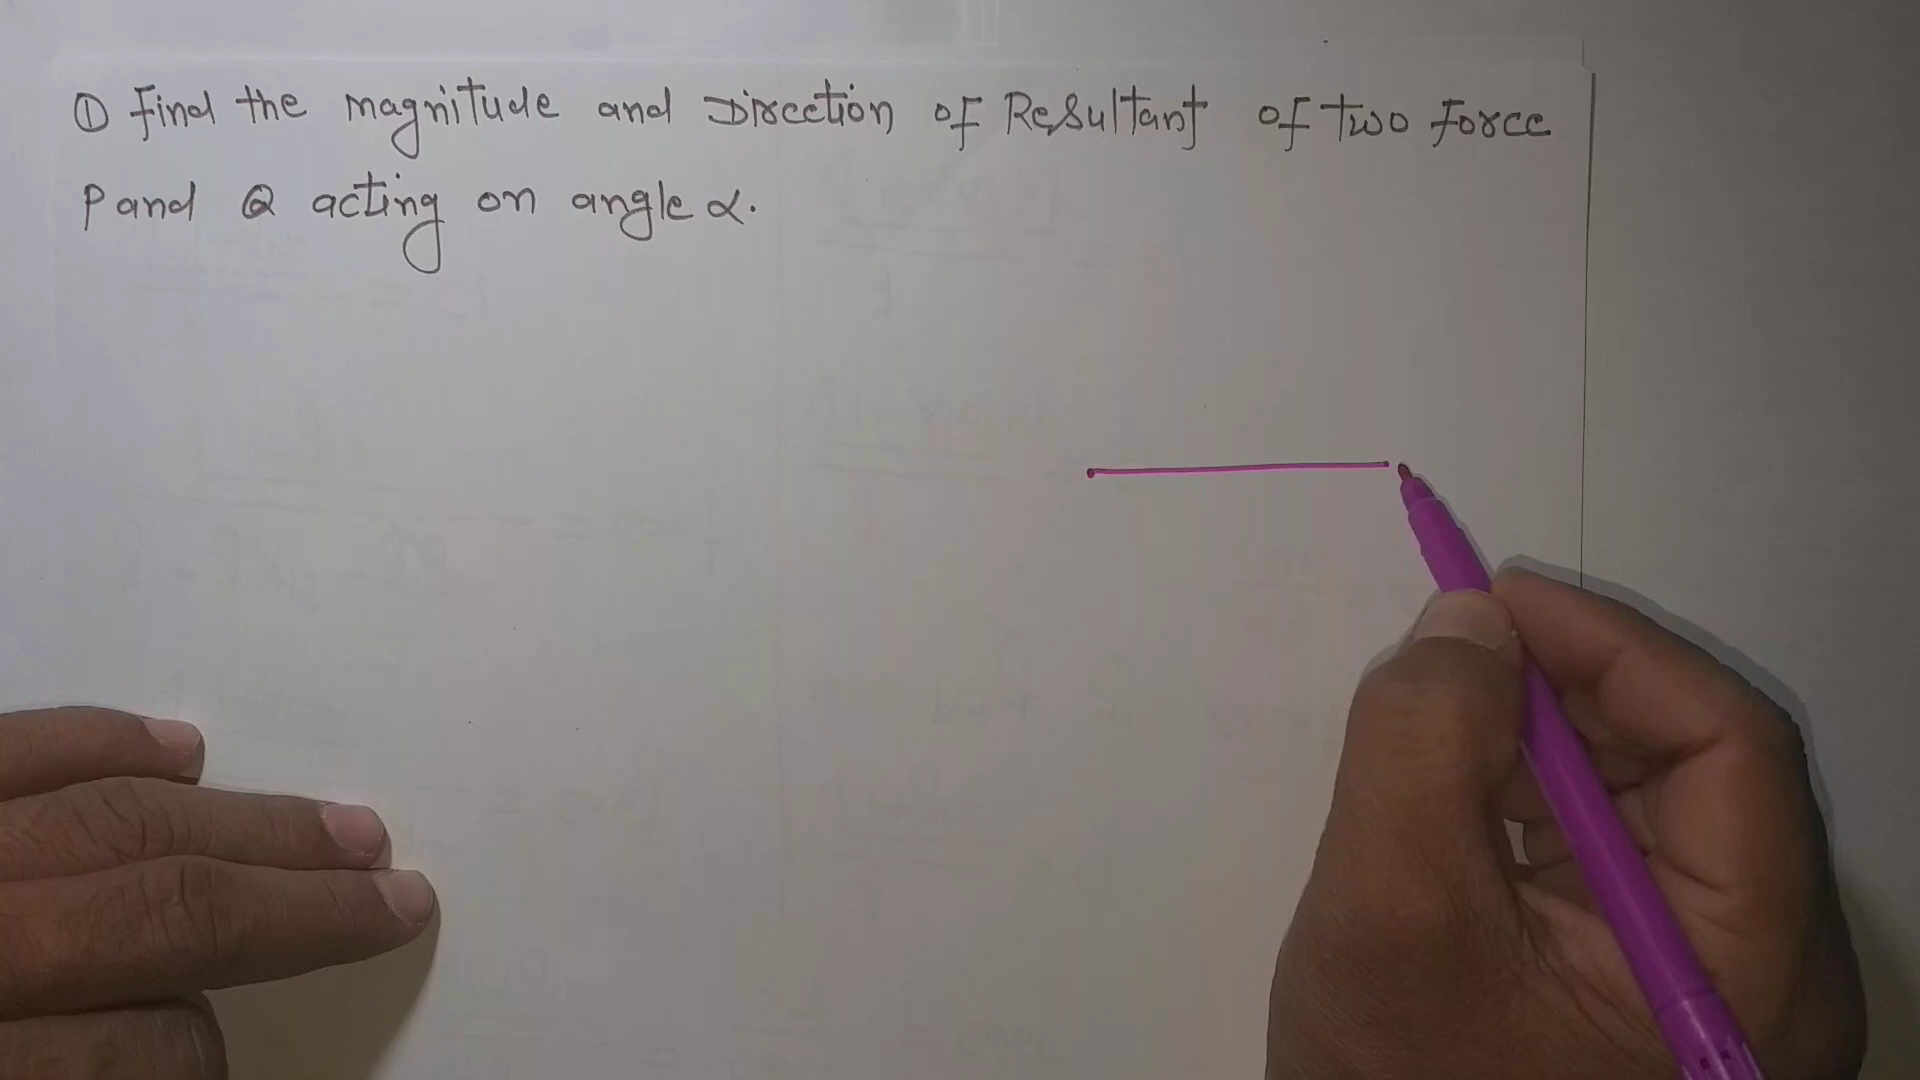 ① Find the magnitude and Direction of Resultant of two Force
P and Q acting on angle α.